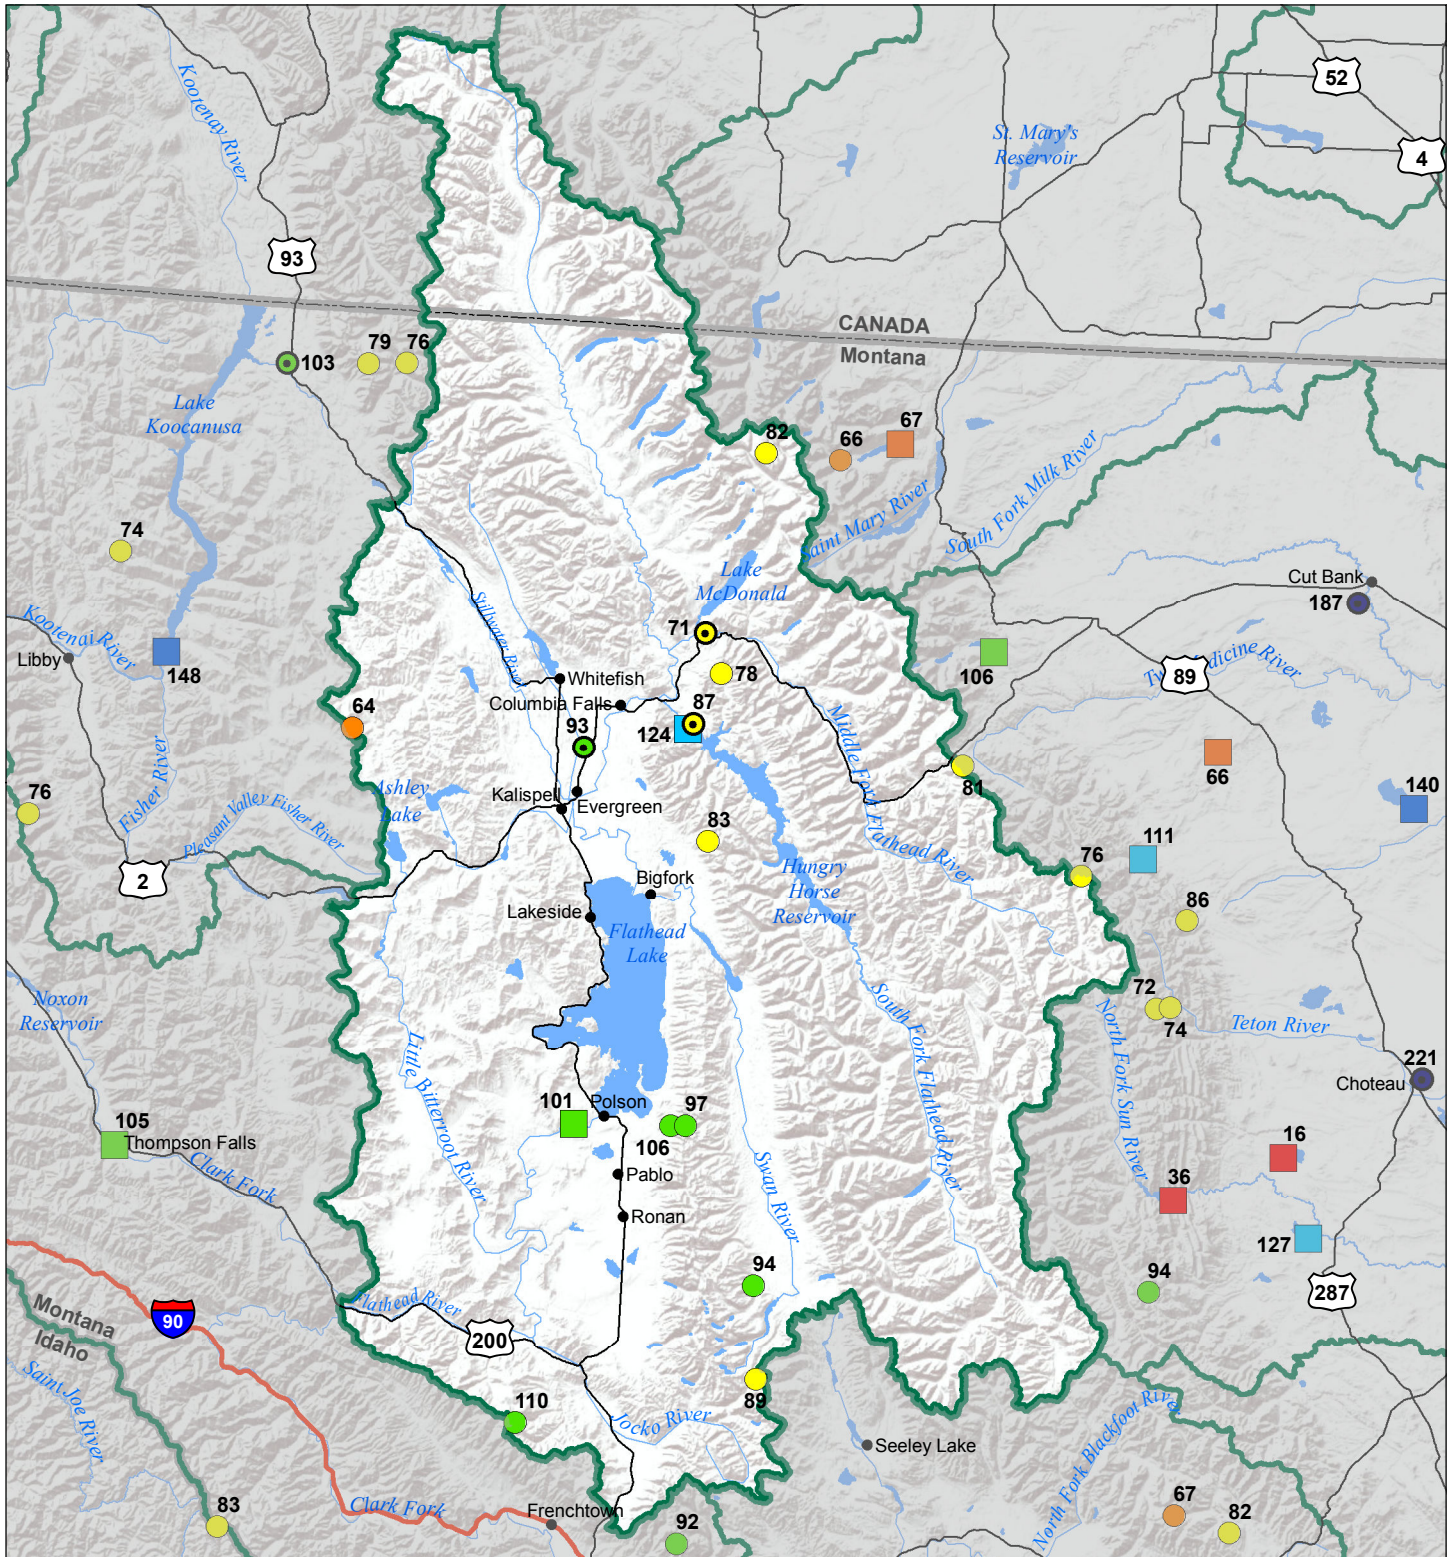 52
Kootenay River
St. Mary's
Reservoir
4
93
CANADA
Montana
103
79
76
Lake
Koocanusa
82
66
67
Saint Mary River
South Fork Milk River
74
Lake
McDonald
Cut Bank
187
Kootenai River
Libby
148
Stillwater River
71
78
106
89
Two Medicine River
Whitefish
Columbia Falls
64
93
87
124
Middle Fork Flathead River
81
66
140
76
Fisher River
Pleasant Valley Fisher River
Ashley
Lake
Kalispell
Evergreen
83
111
76
2
Bigfork
Hungry
Horse
Reservoir
86
Lakeside
Flathead
Lake
Noxon
Reservoir
72
74
Teton River
North Fork Sun River
South Fork Flathead River
Little Bitterroot River
221
Choteau
101
Polson
97
106
105
Thompson Falls
Clark Fork
Pablo
Swan River
16
36
Ronan
127
94
94
287
Montana
Idaho
90
Flathead River
200
Saint Joe River
89
110
Jocko River
Seeley Lake
North Fork Blackfoot River
83
Clark Fork
Frenchtown
92
67
82